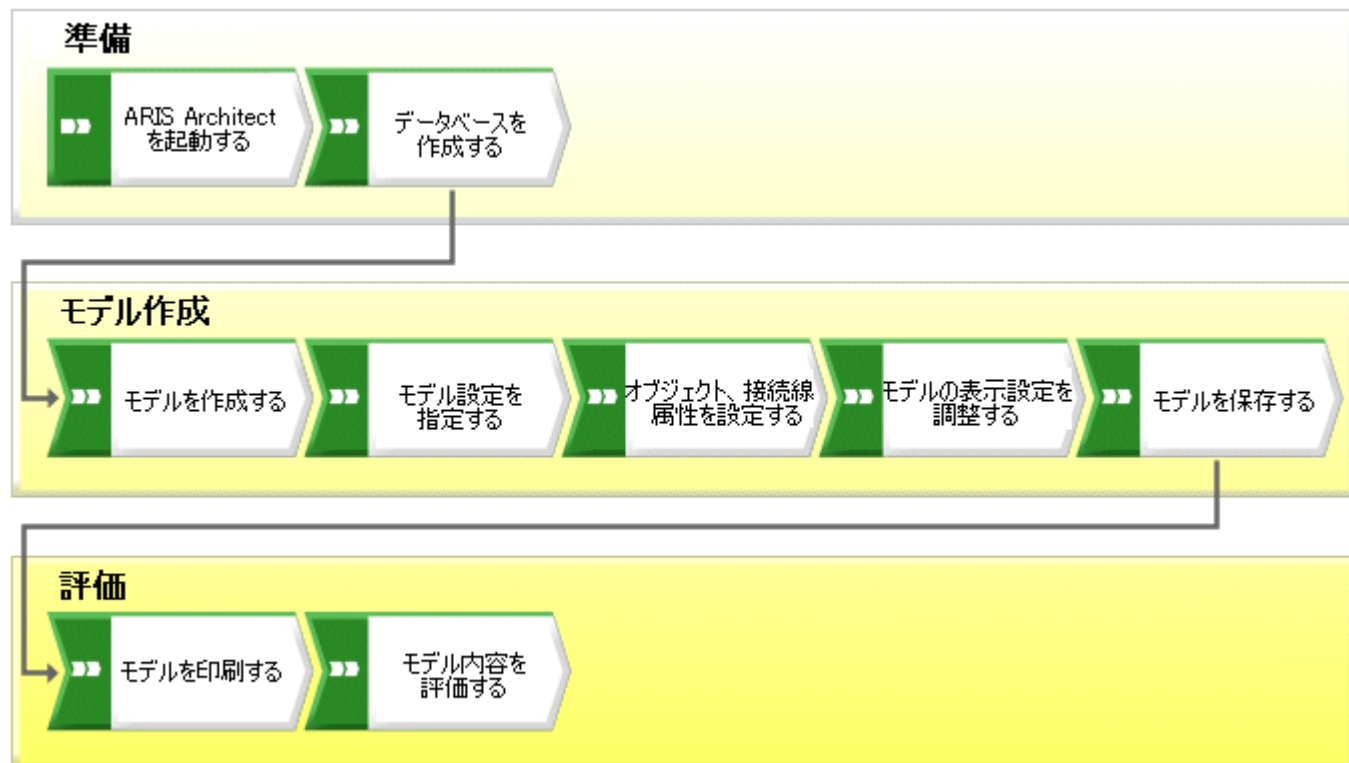 準備
ARIS Architect
を起動する
データベースを
作成する
モデル作成
モデルを作成する
モデル設定を
指定する
オブジェクト、接続線
属性を設定する
モデルの表示設定を
調整する
モデルを保存する
評価
モデルを印刷する
モデル内容を
評価する